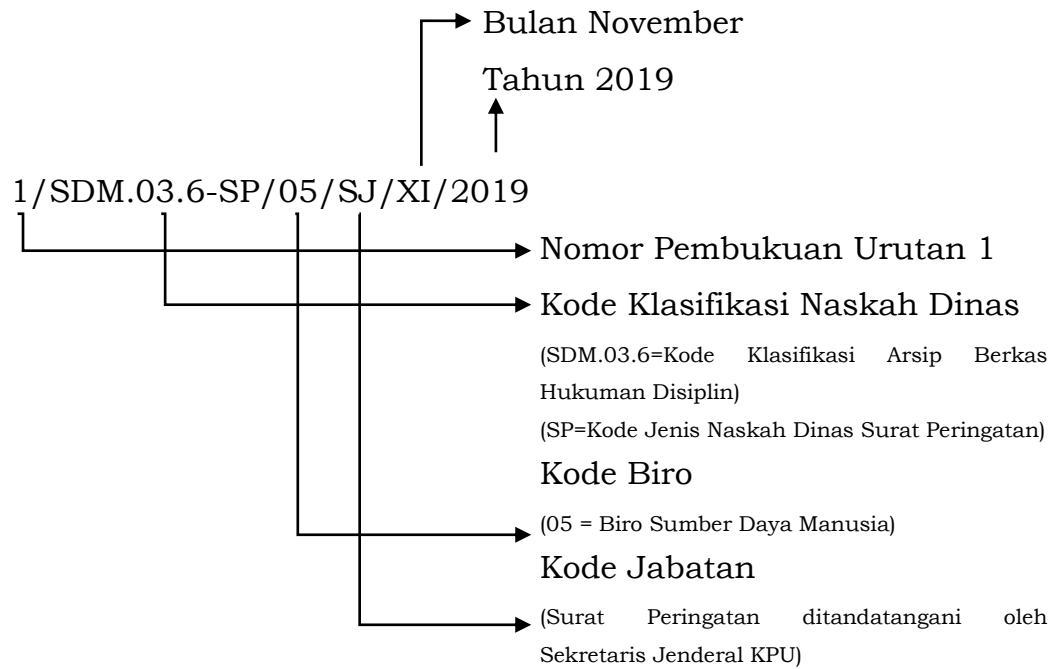 Bulan November
Tahun 2019
1/SDM.03.6-SP/05/SJ/XI/2019
Nomor Pembukuan Urutan 1
Kode Klasifikasi Naskah Dinas
(SDM.03.6=Kode Klasifikasi Arsip Berkas
Hukuman Disiplin)
(SP=Kode Jenis Naskah Dinas Surat Peringatan)
Kode Biro
(05 = Biro Sumber Daya Manusia)
Kode Jabatan
(Surat Peringatan ditandatangani oleh
Sekretaris Jenderal KPU)